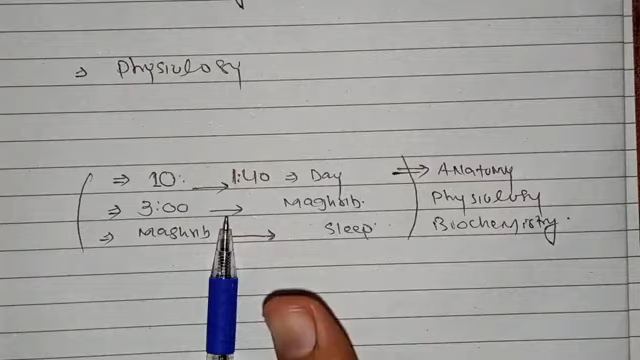 ⇒ Physiology
⇒ 10: → 1:40 ⇒ Day ⇒ Anatomy
⇒ 3:00 → Maghrib. Physiology
⇒ Maghrib → Sleep. Biochemistry.